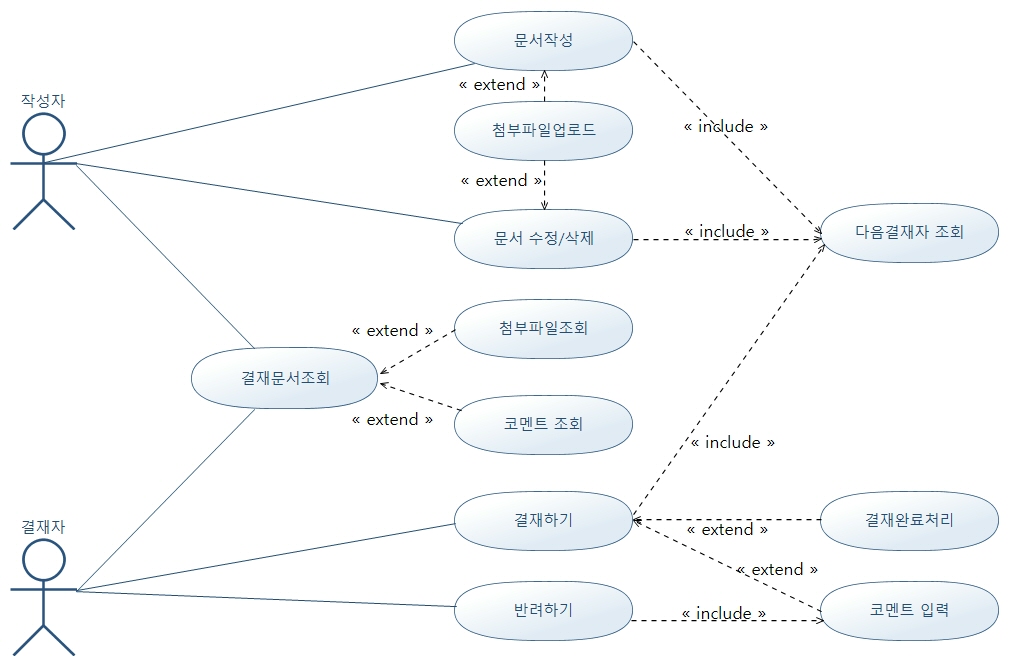 문서작성
« extend »
작성자
첨부파일업로드
« include »
« extend »
문서 수정/삭제
« include »
다음결재자 조회
첨부파일조회
« extend »
결재문서조회
« extend »
코멘트 조회
« include »
결재자
결재하기
결재완료처리
« extend »
« extend »
반려하기
« include »
코멘트 입력